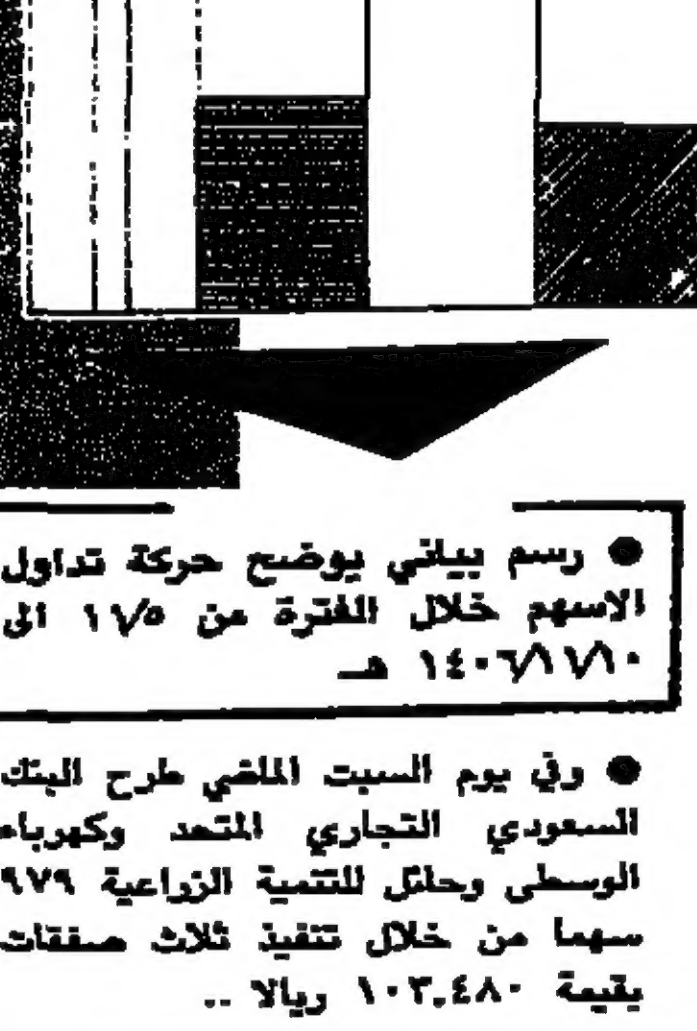 ● رسم بياني يوضح حركة تداول
الاسهم خلال الفترة من ١١/٥ الى
١٤٠٦/١١/١٠ هـ
● وفي يوم السبت الماضي طرح البنك
السعودي التجاري المتحد وكهرباء
الوسطى وحائل للتنمية الزراعية ٩٧٩
سهما من خلال تنفيذ ثلاث صفقات
بقيمة ١٠٣,٤٨٠ ريالا ..